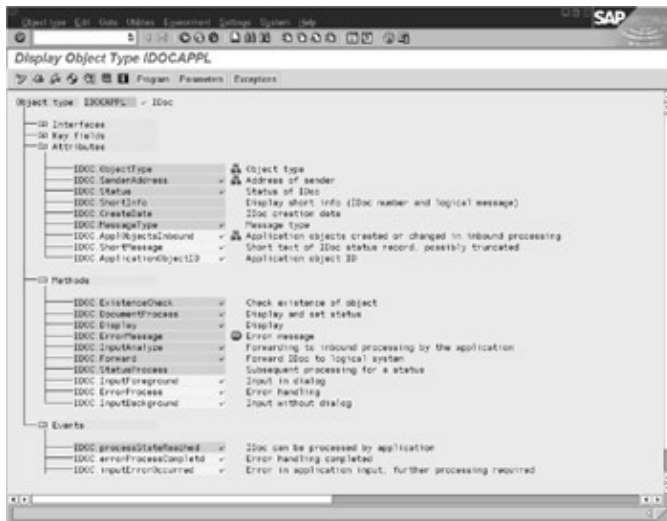 Object type Edit Goto Utilities Environment Settings System Help
SAP
Display Object Type IDOCAPPL
Program Parameters Exceptions
Object type IDOCAPPL IDoc
Interfaces
Key fields
Attributes
IDOC.ObjectType Object type
IDOC.SenderAddress Address of sender
IDOC.Status Status of IDoc
IDOC.ShortInfo Display short info (IDoc number and logical message)
IDOC.CreateDate IDoc creation date
IDOC.MessageType Message type
IDOC.ApplObjectsInbound Application objects created or changed in inbound processing
IDOC.ShortMessage Short text of IDoc status record, possibly truncated
IDOC.ApplicationObjectID Application object ID
Methods
IDOC.ExistenceCheck Check existence of object
IDOC.DocumentProcess Display and set status
IDOC.Display Display
IDOC.ErrorMessage Error message
IDOC.InputAnalyze Forwarding to inbound processing by the application
IDOC.Forward Forward IDoc to logical system
IDOC.StatusProcess Subsequent processing for a status
IDOC.InputForeground Input in dialog
IDOC.ErrorProcess Error handling
IDOC.InputBackground Input without dialog
Events
IDOC.processStateReached IDoc can be processed by application
IDOC.errorProcessCompletd Error handling completed
IDOC.inputErrorOccurred Error in application input, further processing required